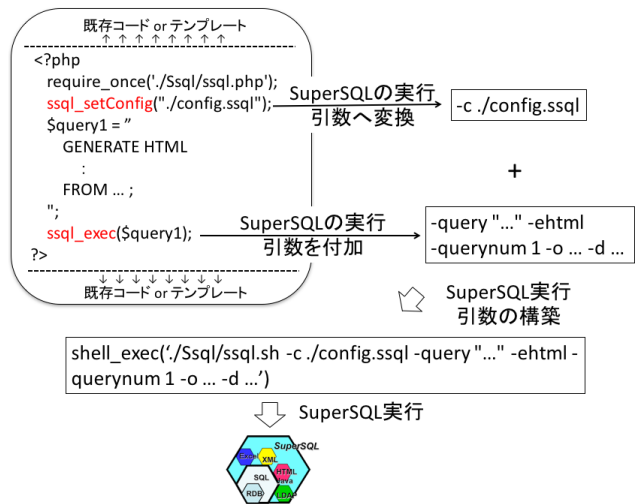 既存コード or テンプレート
↑ ↑ ↑ ↑ ↑ ↑ ↑ ↑
<?php
require_once('./Ssql/ssql.php');
ssql_setConfig("./config.ssql");
$query1 = ”
GENERATE HTML
:
FROM ... ;
";
ssql_exec($query1);
?>
↓ ↓ ↓ ↓ ↓ ↓ ↓
既存コード or テンプレート
SuperSQLの実行
引数へ変換
-c ./config.ssql
+
SuperSQLの実行
引数を付加
-query "..." -ehtml
-querynum 1 -o ... -d ...
SuperSQL実行
引数の構築
shell_exec(‘./Ssql/ssql.sh -c ./config.ssql -query "..." -ehtml -
querynum 1 -o ... -d ...’)
SuperSQL実行
SuperSQL
Excel
XML
SQL
HTML
Java
RDB
LDAP